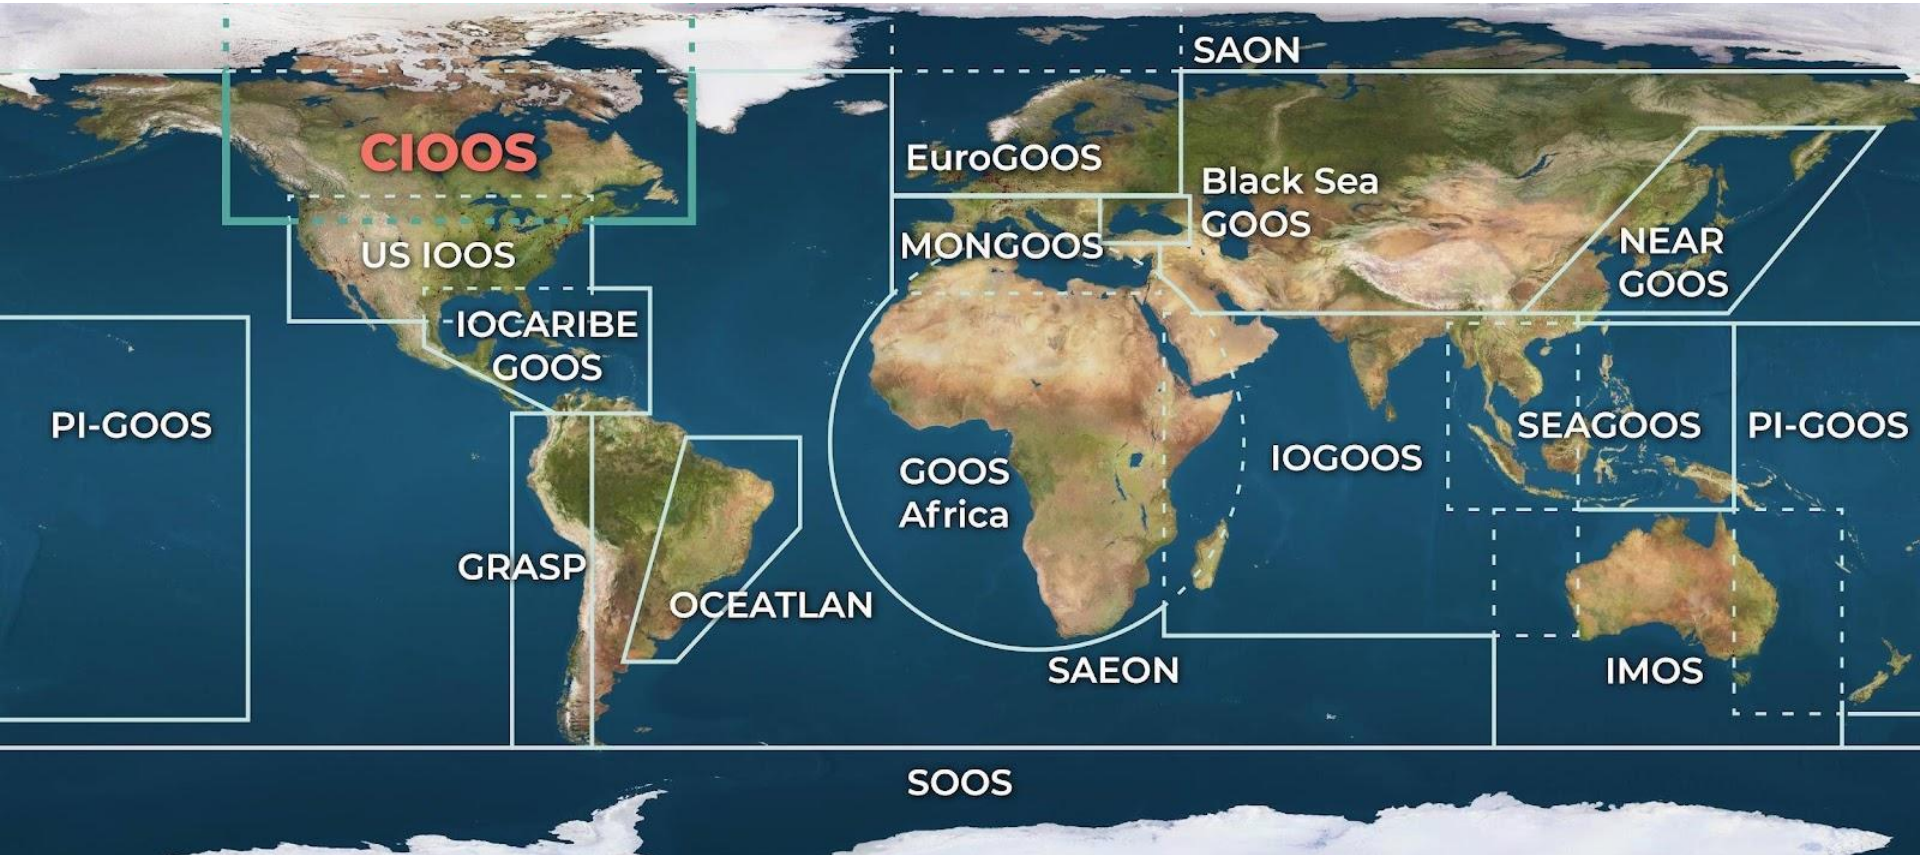 SAON
CIOOS
EuroGOOS
Black Sea
GOOS
US IOOS
MONGOOS
NEAR
GOOS
IOCARIBE
GOOS
PI-GOOS
SEAGOOS
PI-GOOS
GOOS
Africa
IOGOOS
GRASP
OCEATLAN
SAEON
IMOS
SOOS